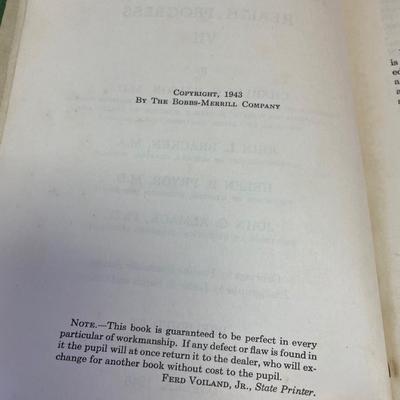 Copyright, 1943
By The Bobbs-Merrill Company
Note.—This book is guaranteed to be perfect in every
particular of workmanship. If any defect or flaw is found in
it the pupil will at once return it to the dealer, who will ex-
change for another book without cost to the pupil.
Ferd Voiland, Jr., State Printer.
is